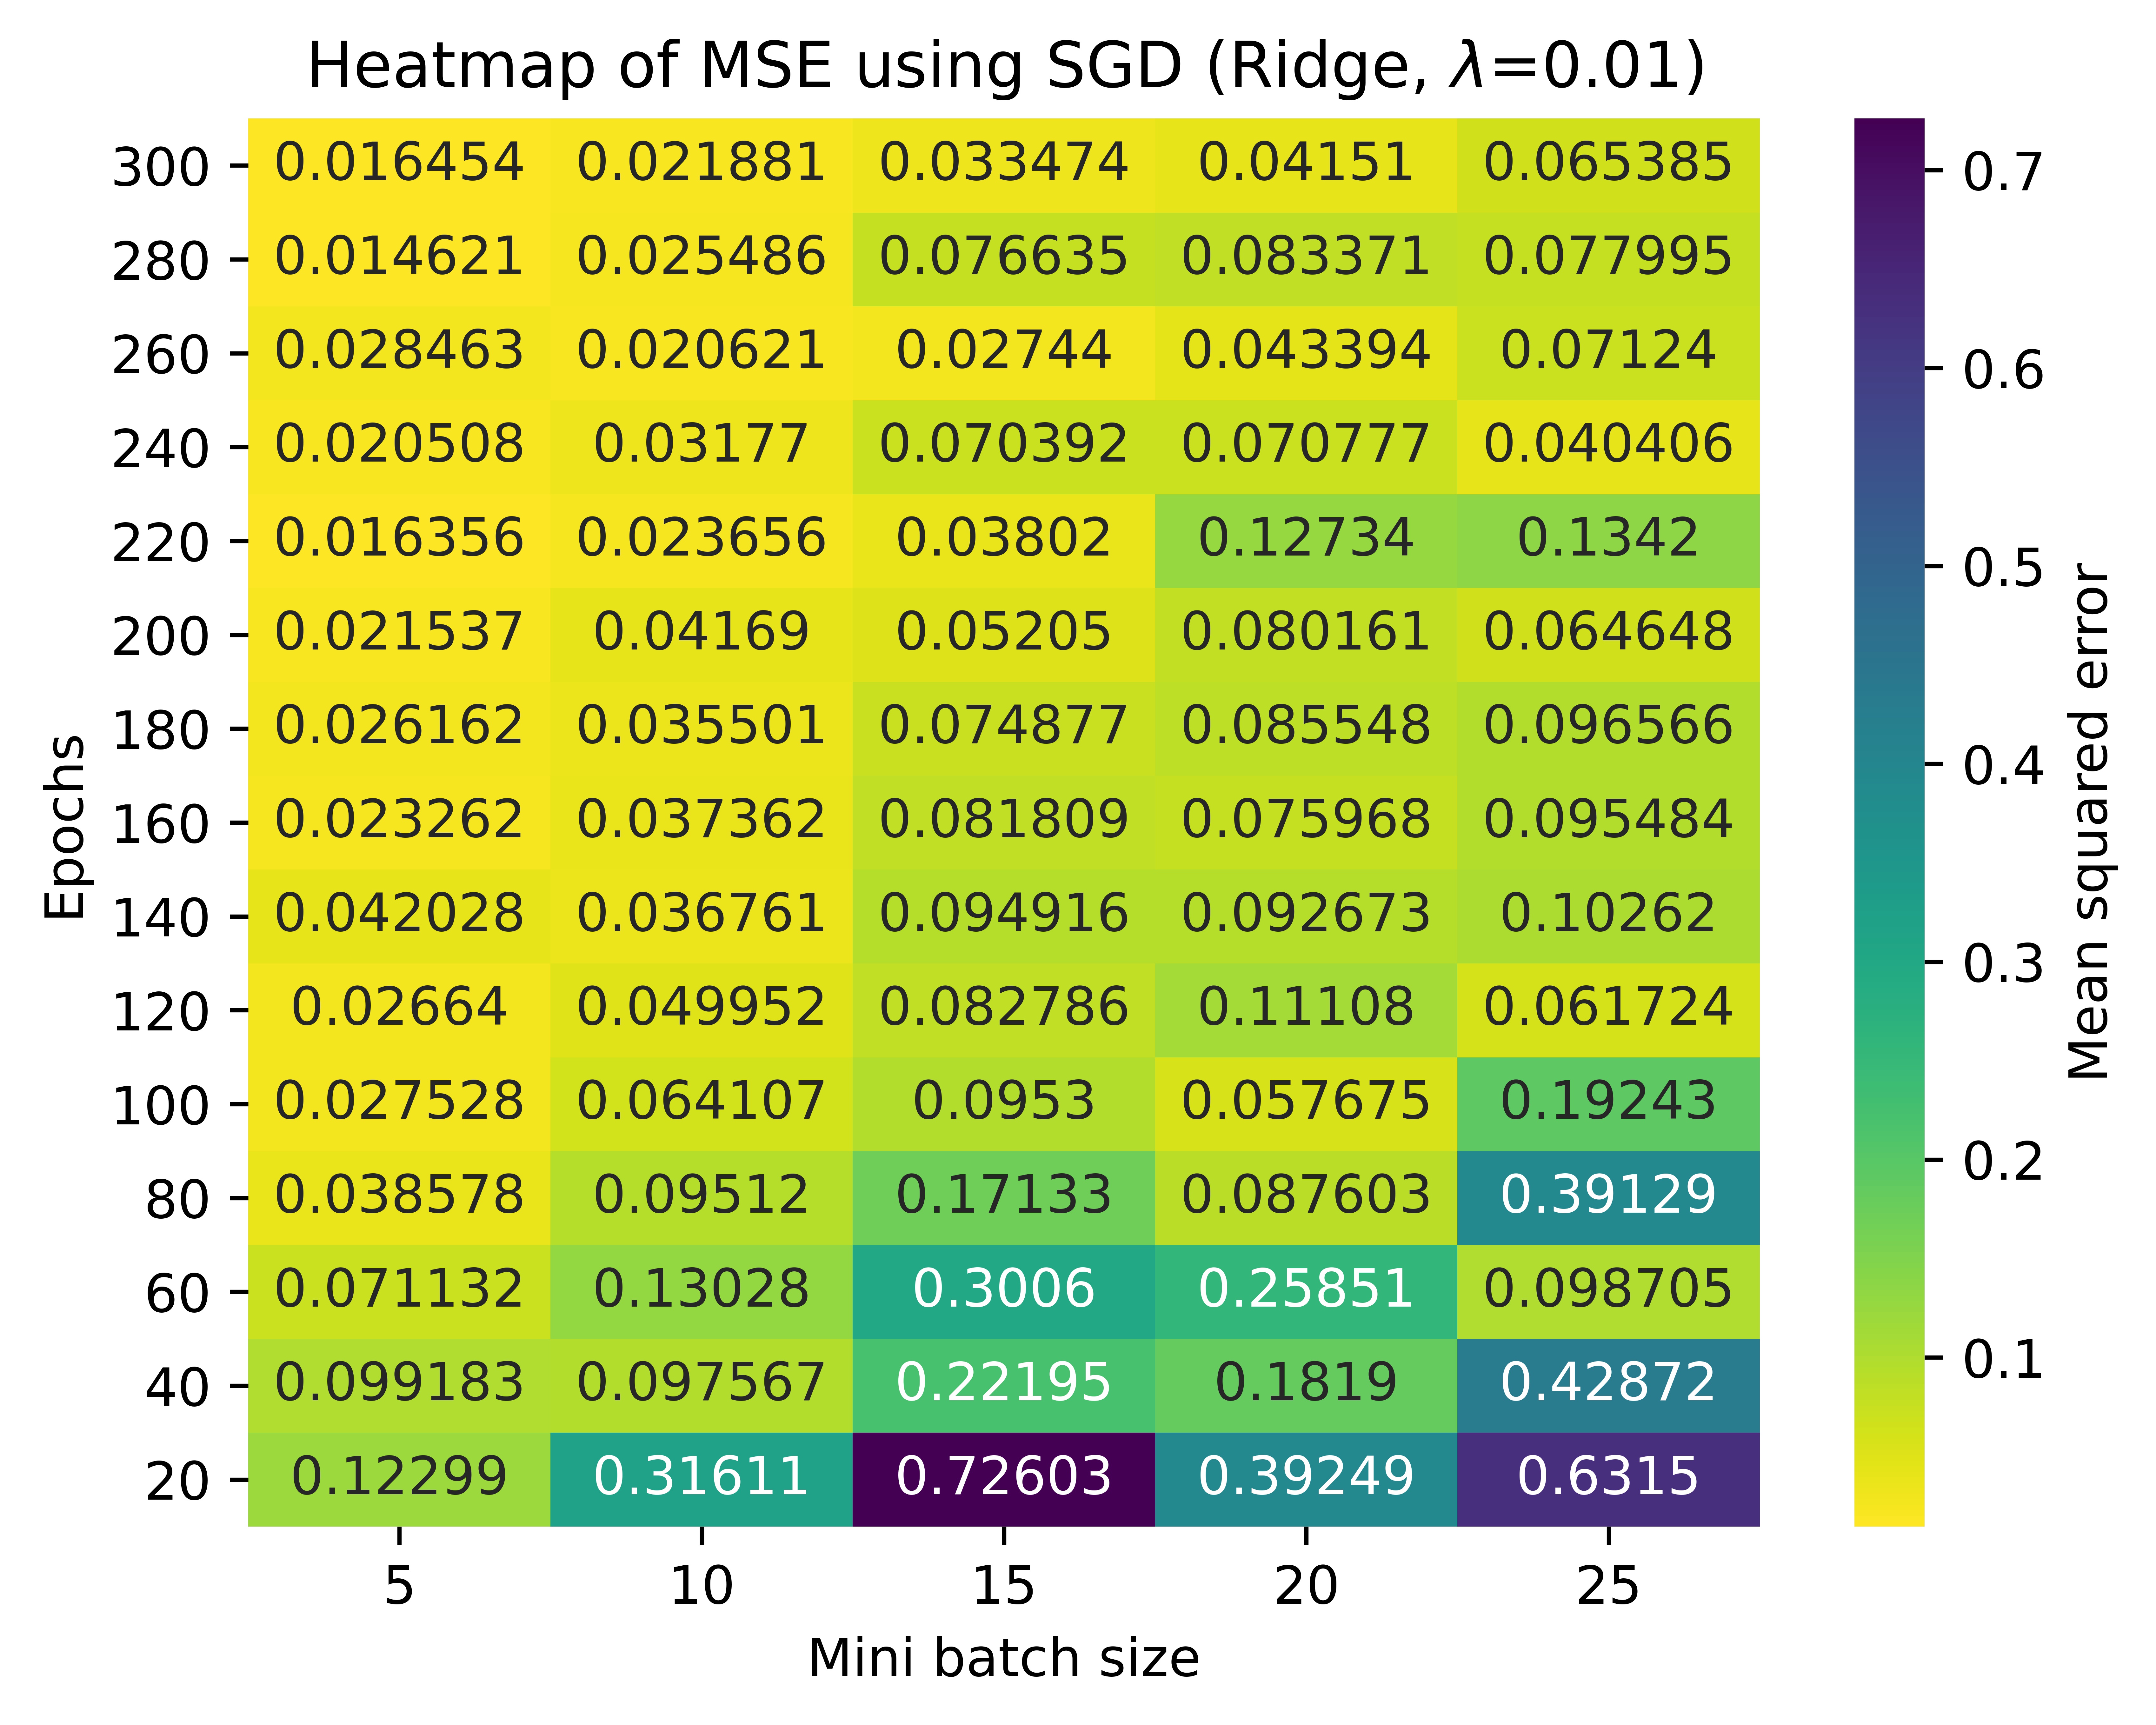 Heatmap of MSE using SGD (Ridge, λ=0.01)
300 0.016454 0.021881 0.033474 0.04151 0.065385
280 0.014621 0.025486 0.076635 0.083371 0.077995
260 0.028463 0.020621 0.02744 0.043394 0.07124
240 0.020508 0.03177 0.070392 0.070777 0.040406
220 0.016356 0.023656 0.03802 0.12734 0.1342
200 0.021537 0.04169 0.05205 0.080161 0.064648
180 0.026162 0.035501 0.074877 0.085548 0.096566
160 0.023262 0.037362 0.081809 0.075968 0.095484
140 0.042028 0.036761 0.094916 0.092673 0.10262
120 0.02664 0.049952 0.082786 0.11108 0.061724
100 0.027528 0.064107 0.0953 0.057675 0.19243
80 0.038578 0.09512 0.17133 0.087603 0.39129
60 0.071132 0.13028 0.3006 0.25851 0.098705
40 0.099183 0.097567 0.22195 0.1819 0.42872
20 0.12299 0.31611 0.72603 0.39249 0.6315
5 10 15 20 25
Mini batch size
Epochs
0.7
0.6
0.5
0.4
0.3
0.2
0.1
Mean squared error